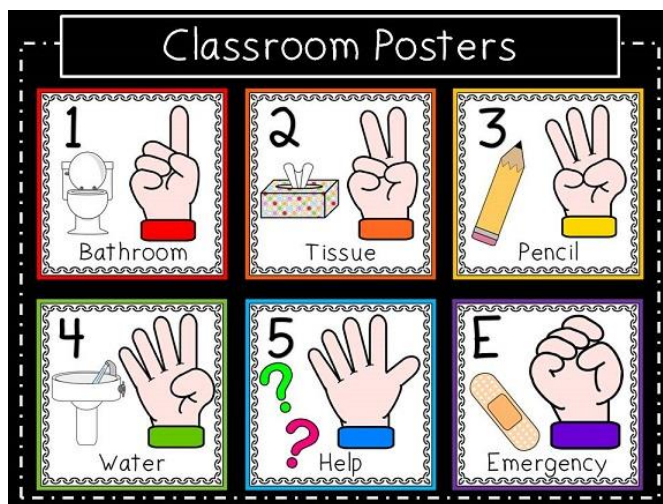 Classroom Posters
1
Bathroom
2
Tissue
3
Pencil
4
Water
5
? ?
Help
E
Emergency